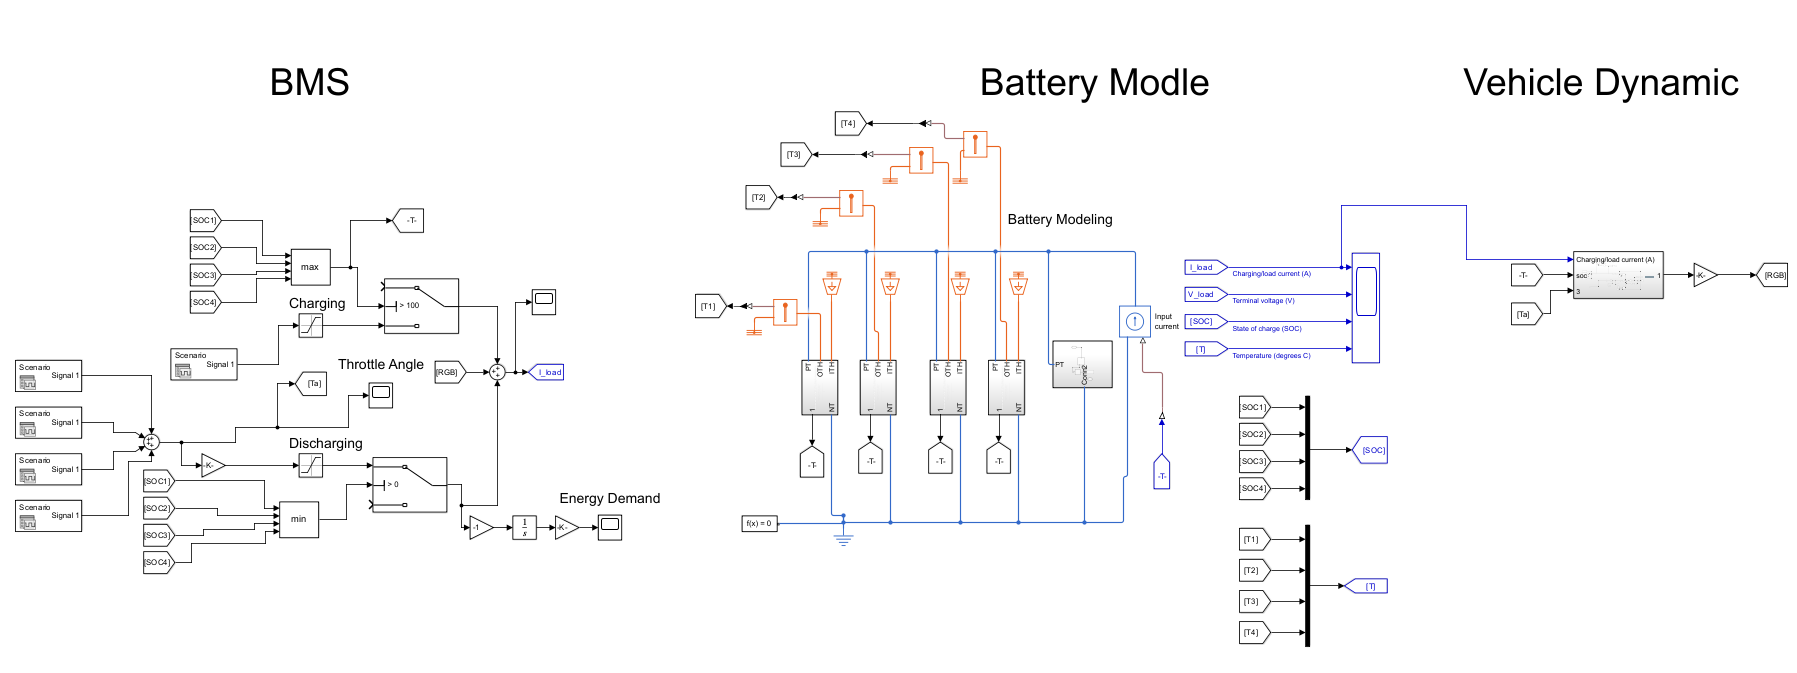 BMS
Battery Modle
Vehicle Dynamic
[SOC1]
[SOC2]
[SOC3]
[SOC4]
max
-T-
Charging
> 100
Scenario
Signal 1
Throttle Angle
[RGB]
I_load
Scenario
Signal 1
Scenario
Signal 1
Scenario
Signal 1
Scenario
Signal 1
[Ta]
Discharging
-K-
[SOC1]
[SOC2]
[SOC3]
[SOC4]
min
> 0
-1
1
s
-K-
Energy Demand
[T4]
[T3]
[T2]
[T1]
Battery Modeling
PT
OTH
ITH
1
NT
PT
OTH
ITH
1
NT
PT
OTH
ITH
1
NT
PT
OTH
ITH
1
NT
-T-
-T-
-T-
-T-
PT
Conn2
Input
current
-T-
f(x) = 0
I_load
Charging/load current (A)
V_load
Terminal voltage (V)
[SOC]
State of charge (SOC)
[T]
Temperature (degrees C)
[SOC1]
[SOC2]
[SOC3]
[SOC4]
[SOC]
[T1]
[T2]
[T3]
[T4]
[T]
-T-
[Ta]
Charging/load current (A)
soc
1
3
-K-
[RGB]